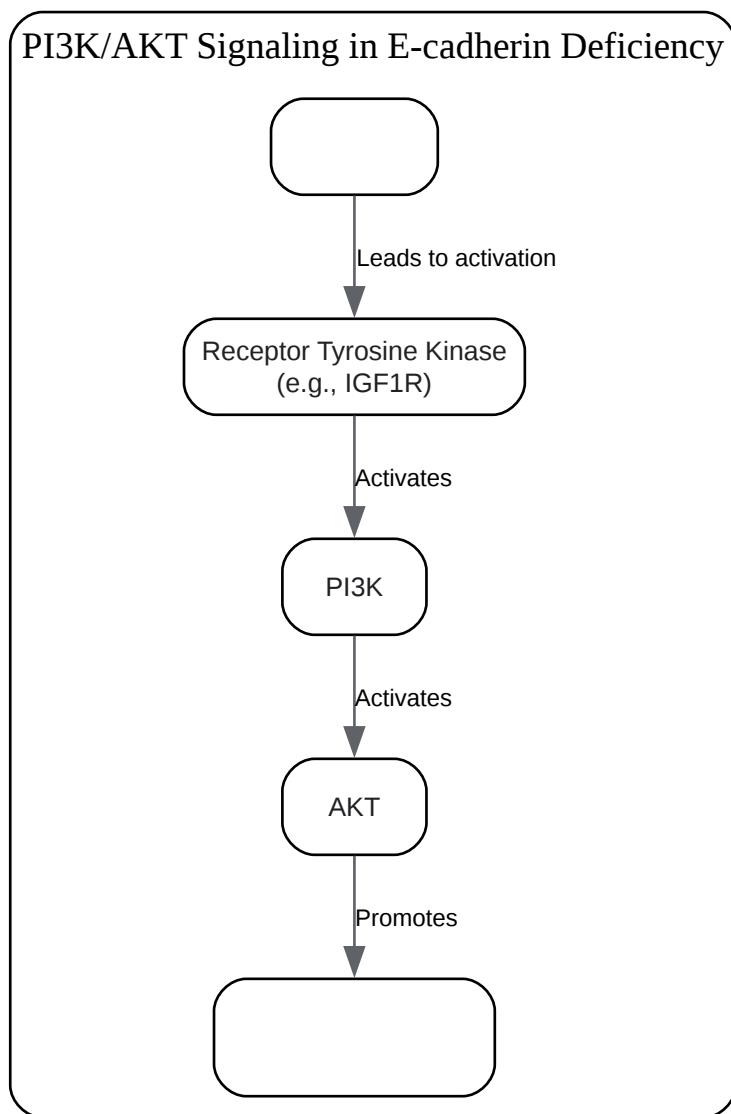 PI3K/AKT Signaling in E-cadherin Deficiency
Leads to activation
Receptor Tyrosine Kinase
(e.g., IGF1R)
Activates
PI3K
Activates
AKT
Promotes